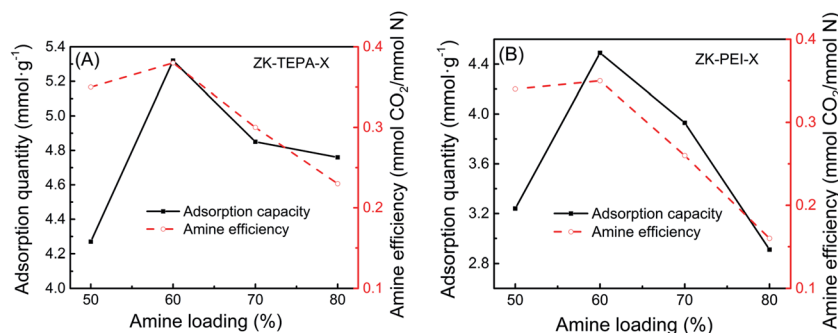 (A)
ZK-TEPA-X
Adsorption quantity (mmol·g⁻¹)
5.4
5.2
5.0
4.8
4.6
4.4
4.2
4.0
Adsorption capacity
Amine efficiency
50
60
70
80
Amine loading (%)
0.4
0.3
0.2
0.1
Amine efficiency (mmol CO₂/mmol N)
(B)
ZK-PEI-X
Adsorption quantity (mmol·g⁻¹)
4.4
4.0
3.6
3.2
2.8
Adsorption capacity
Amine efficiency
50
60
70
80
Amine loading (%)
0.4
0.3
0.2
0.1
Amine efficiency (mmol CO₂/mmol N)